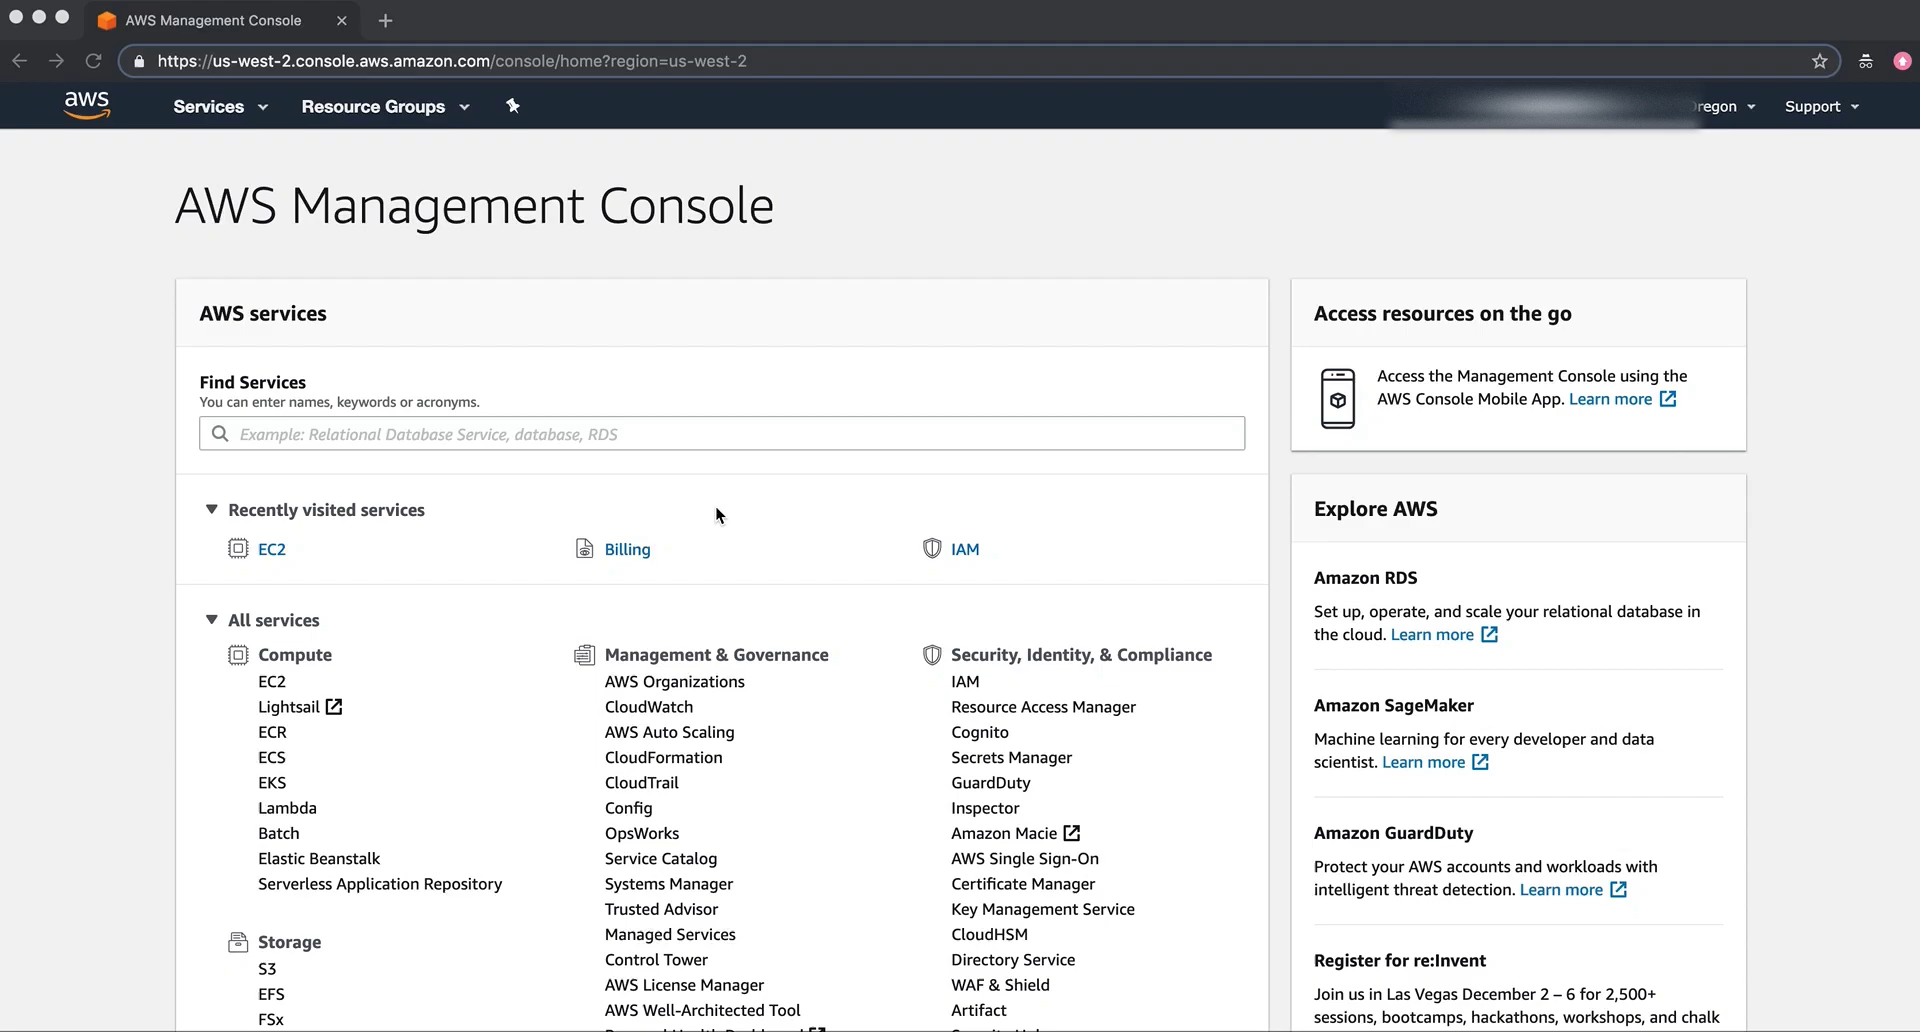 AWS Management Console
https://us-west-2.console.aws.amazon.com/console/home?region=us-west-2
aws
Services
Resource Groups
Support
AWS Management Console
AWS services
Find Services
You can enter names, keywords or acronyms.
Example: Relational Database Service, database, RDS
Recently visited services
EC2
Billing
IAM
All services
Compute
EC2
Lightsail
ECR
ECS
EKS
Lambda
Batch
Elastic Beanstalk
Serverless Application Repository
Storage
S3
EFS
FSx
Management & Governance
AWS Organizations
CloudWatch
AWS Auto Scaling
CloudFormation
CloudTrail
Config
OpsWorks
Service Catalog
Systems Manager
Trusted Advisor
Managed Services
Control Tower
AWS License Manager
AWS Well-Architected Tool
Security, Identity, & Compliance
IAM
Resource Access Manager
Cognito
Secrets Manager
GuardDuty
Inspector
Amazon Macie
AWS Single Sign-On
Certificate Manager
Key Management Service
CloudHSM
Directory Service
WAF & Shield
Artifact
Access resources on the go
Access the Management Console using the
AWS Console Mobile App. Learn more
Explore AWS
Amazon RDS
Set up, operate, and scale your relational database in
the cloud. Learn more
Amazon SageMaker
Machine learning for every developer and data
scientist. Learn more
Amazon GuardDuty
Protect your AWS accounts and workloads with
intelligent threat detection. Learn more
Register for re:Invent
Join us in Las Vegas December 2 – 6 for 2,500+
sessions, bootcamps, hackathons, workshops, and chalk